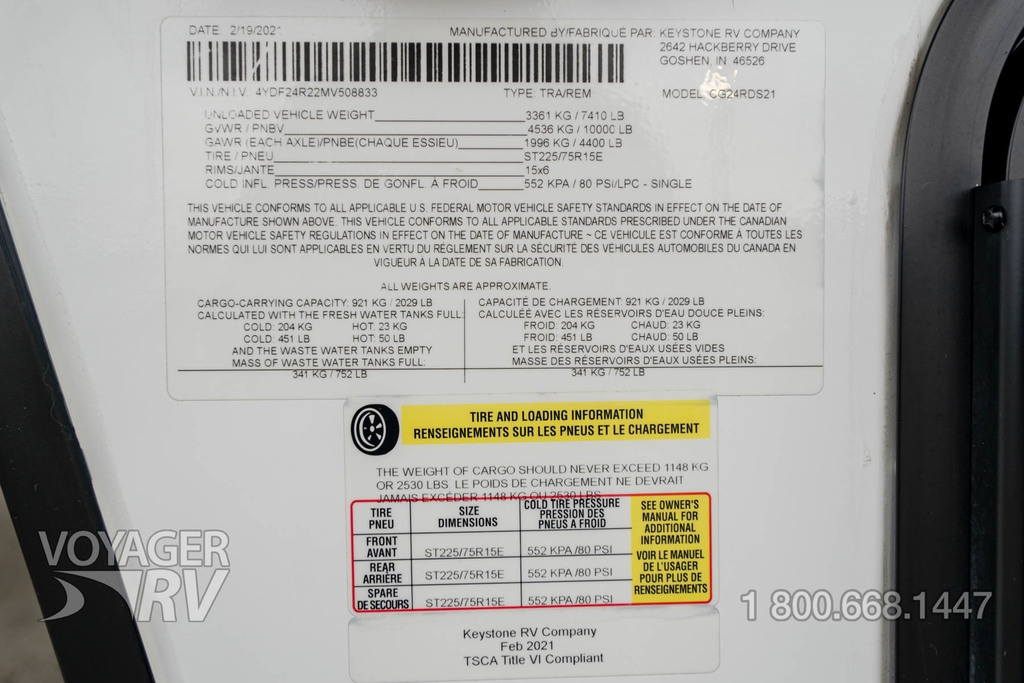 DATE 2/19/2021 MANUFACTURED BY/FABRIQUÉ PAR: KEYSTONE RV COMPANY
2642 HACKBERRY DRIVE
GOSHEN, IN 46526
V.I.N./N.I.V. 4YDF24R22MV508833 TYPE: TRA/REM MODEL: CG24RDS21
UNLOADED VEHICLE WEIGHT 3361 KG / 7410 LB
GVWR / PNBV 4536 KG / 10000 LB
GAWR (EACH AXLE)/PNBE(CHAQUE ESSIEU) 1996 KG / 4400 LB
TIRE / PNEU ST225/75R15E
RIMS/JANTE 15x6
COLD INFL. PRESS/PRESS. DE GONFL. À FROID 552 KPA / 80 PSI/LPC - SINGLE
THIS VEHICLE CONFORMS TO ALL APPLICABLE U.S. FEDERAL MOTOR VEHICLE SAFETY STANDARDS IN EFFECT ON THE DATE OF
MANUFACTURE SHOWN ABOVE. THIS VEHICLE CONFORMS TO ALL APPLICABLE STANDARDS PRESCRIBED UNDER THE CANADIAN
MOTOR VEHICLE SAFETY REGULATIONS IN EFFECT ON THE DATE OF MANUFACTURE ~ CE VEHICULE EST CONFORME À TOUTES LES
NORMES QUI LUI SONT APPLICABLES EN VERTU DU RÉGLEMENT SUR LA SÉCURITÉ DES VEHICULES AUTOMOBILES DU CANADA EN
VIGUEUR À LA DATE DE SA FABRICATION.
ALL WEIGHTS ARE APPROXIMATE.
CARGO-CARRYING CAPACITY: 921 KG / 2029 LB CAPACITÉ DE CHARGEMENT: 921 KG / 2029 LB
CALCULATED WITH THE FRESH WATER TANKS FULL: CALCULÉE AVEC LES RÉSERVOIRS D'EAU DOUCE PLEINS:
COLD: 204 KG HOT: 23 KG FROID: 204 KG CHAUD: 23 KG
COLD: 451 LB HOT: 50 LB FROID: 451 LB CHAUD: 50 LB
AND THE WASTE WATER TANKS EMPTY ET LES RÉSERVOIRS D'EAUX USÉES VIDES
MASS OF WASTE WATER TANKS FULL: MASSE DES RÉSERVOIRS D'EAUX USÉES PLEINS:
341 KG / 752 LB 341 KG / 752 LB
TIRE AND LOADING INFORMATION
RENSEIGNEMENTS SUR LES PNEUS ET LE CHARGEMENT
THE WEIGHT OF CARGO SHOULD NEVER EXCEED 1148 KG
OR 2530 LBS. LE POIDS DE CHARGEMENT NE DEVRAIT
JAMAIS EXCÉDER 1148 KG OU 2530 LBS.
TIRE
PNEU
SIZE
DIMENSIONS
COLD TIRE PRESSURE
PRESSION DES
PNEUS A FROID
FRONT
AVANT
ST225/75R15E 552 KPA /80 PSI
REAR
ARRIÈRE
ST225/75R15E 552 KPA /80 PSI
SPARE
DE SECOURS
ST225/75R15E 552 KPA /80 PSI
SEE OWNER'S
MANUAL FOR
ADDITIONAL
INFORMATION
VOIR LE MANUEL
DE L'USAGER
POUR PLUS DE
RENSEIGNEMENTS
Keystone RV Company
Feb 2021
TSCA Title VI Compliant
VOYAGER
RV
1 800.668.1447